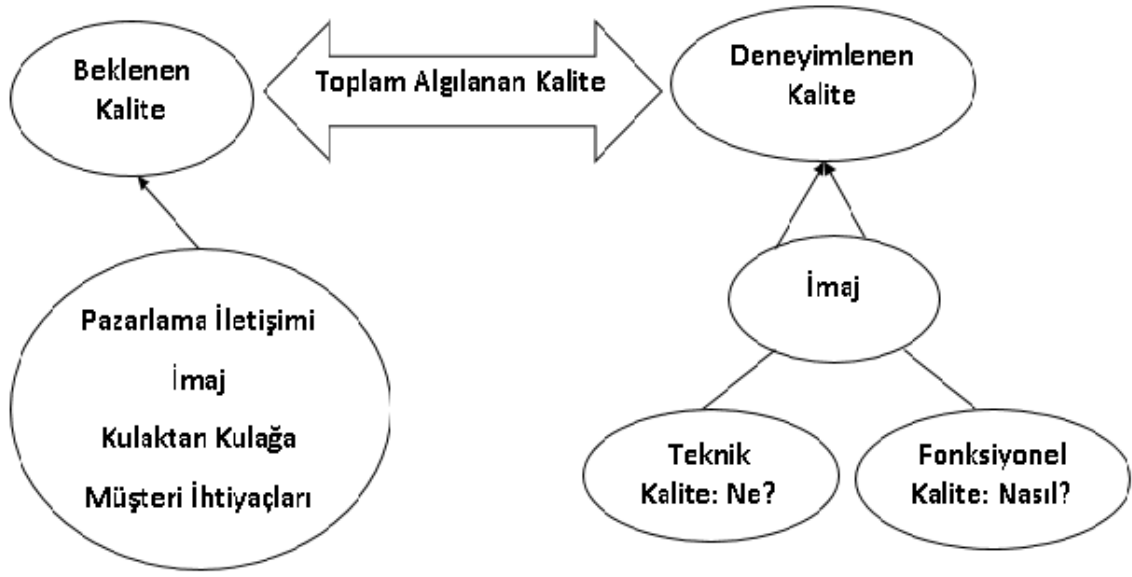 Beklenen
Kalite
Toplam Algılanan Kalite
Deneyimlenen
Kalite
Pazarlama İletişimi
İmaj
Kulaktan Kulağa
Müşteri İhtiyaçları
İmaj
Teknik
Kalite: Ne?
Fonksiyonel
Kalite: Nasıl?